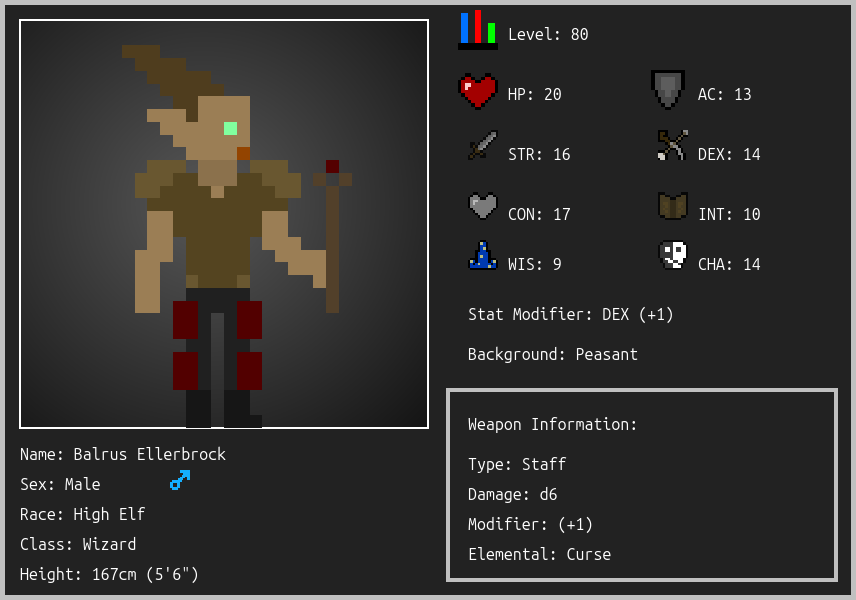 Level: 80
HP: 20
AC: 13
STR: 16
DEX: 14
CON: 17
INT: 10
WIS: 9
CHA: 14
Stat Modifier: DEX (+1)
Background: Peasant
Weapon Information:
Type: Staff
Damage: d6
Modifier: (+1)
Elemental: Curse
Name: Balrus Ellerbrock
Sex: Male
Race: High Elf
Class: Wizard
Height: 167cm (5'6")